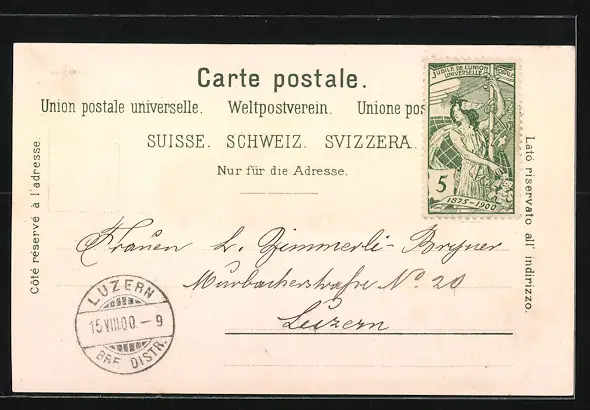 Carte postale.
Union postale universelle. Weltpostverein. Unione pos
SUISSE. SCHWEIZ. SVIZZERA.
Nur für die Adresse.
Côté réservé à l'adresse.
Lato riservato all' indirizzo.
JUBILÉ DE L'UNION
POSTALE
UNIVERSELLE
5
1875-1900
Frauen L. Zimmerli-
Murbacherstraße No. 20
Luzern
LUZERN
15.VIII.00.-9
BRF. DISTR.